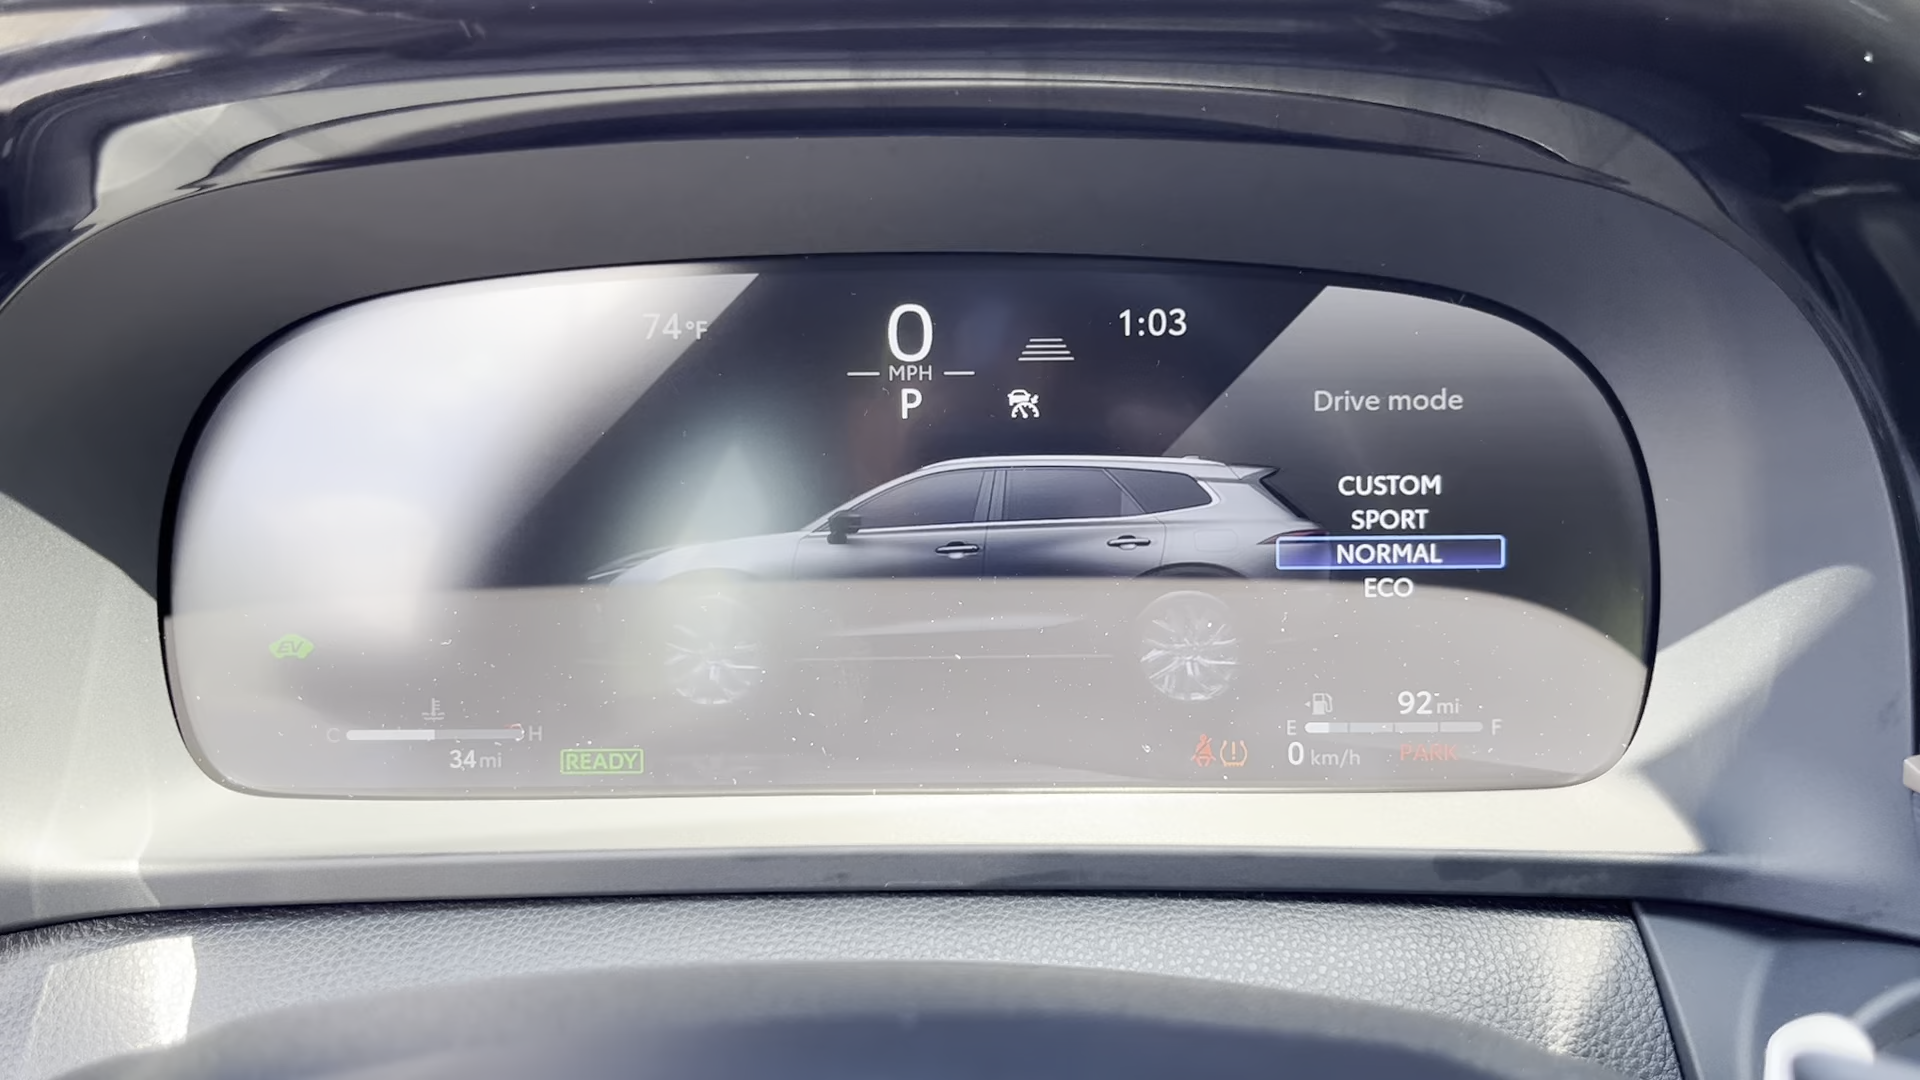 74°F
0
MPH
P
1:03
Drive mode
CUSTOM
SPORT
NORMAL
ECO
EV
C H
34 mi
READY
92 mi
E F
0 km/h
PARK